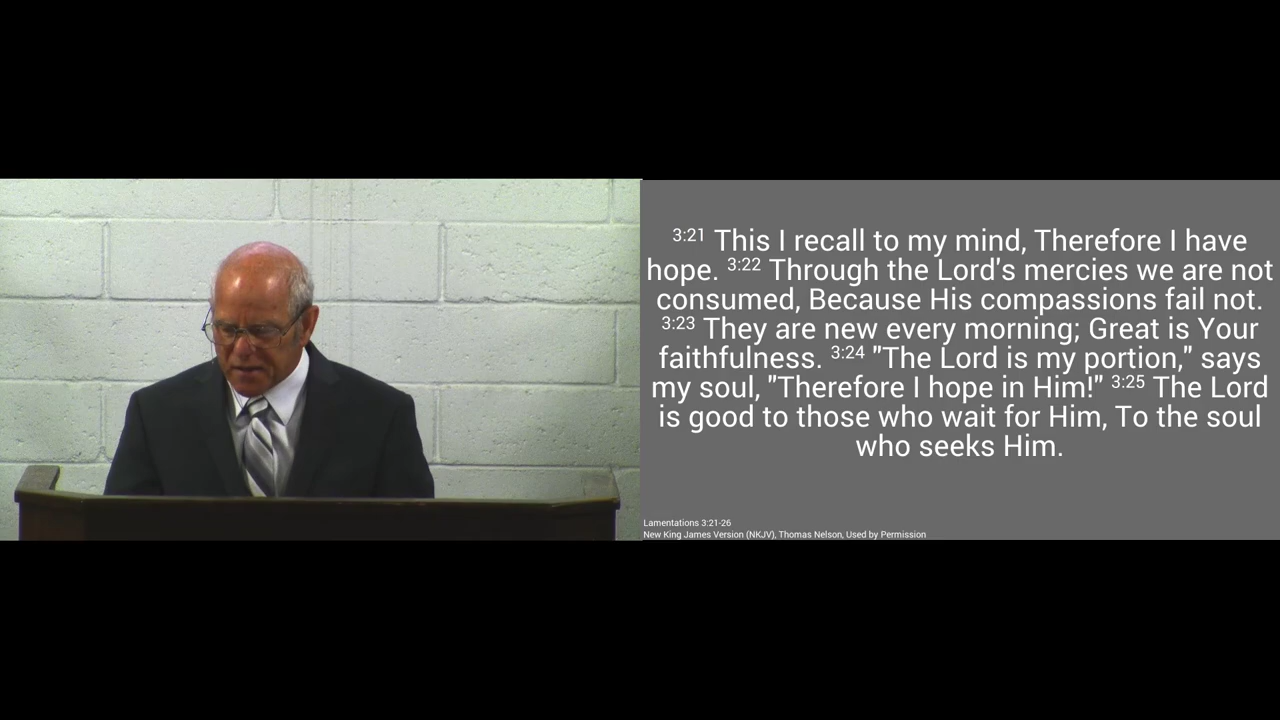 3:21 This I recall to my mind, Therefore I have
hope. 3:22 Through the Lord's mercies we are not
consumed, Because His compassions fail not.
3:23 They are new every morning; Great is Your
faithfulness. 3:24 "The Lord is my portion," says
my soul, "Therefore I hope in Him!" 3:25 The Lord
is good to those who wait for Him, To the soul
who seeks Him.
Lamentations 3:21-26
New King James Version (NKJV), Thomas Nelson, Used by Permission